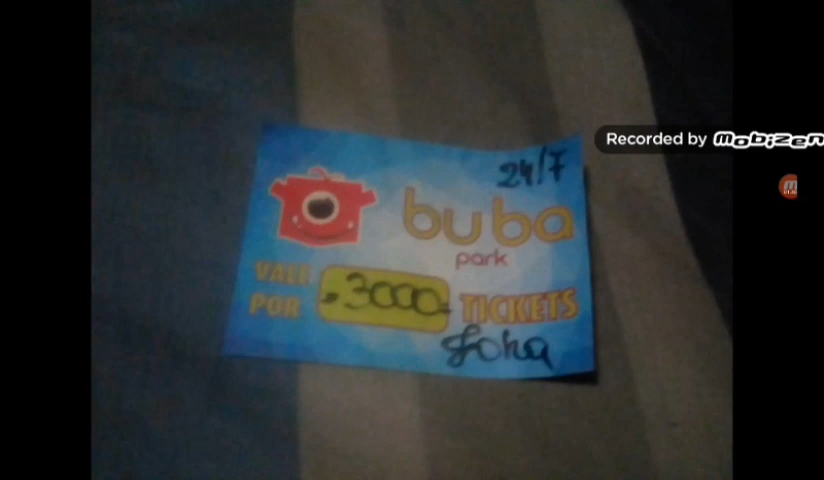 Recorded by Mobizen
24/7
buba
park
VALE
POR
-3000-
TICKETS